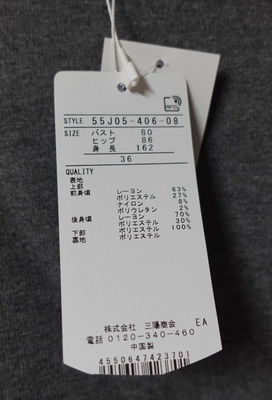 STYLE 55J05-406-08
SIZE バスト 80
ヒップ 86
身長 162
36
QUALITY
表地
上部
前身頃 レーヨン 63%
ポリエステル 27%
ナイロン 8%
ポリウレタン 2%
後身頃 レーヨン 70%
ポリエステル 30%
下部 ポリエステル 100%
裏地 ポリエステル
株式会社 三陽商会 EA
電話 0120-340-460
中国製
4550647423701